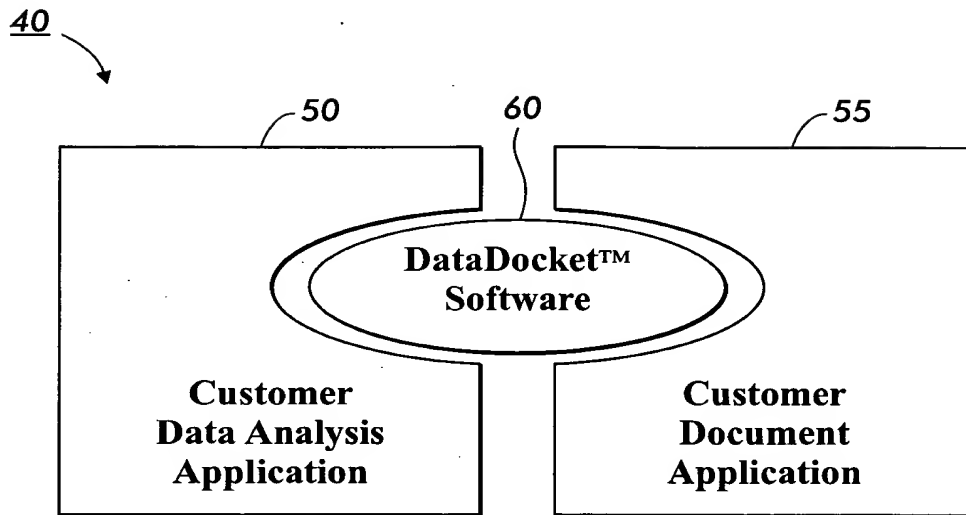 40
50
60
55
DataDocket™
Software
Customer
Data Analysis
Application
Customer
Document
Application